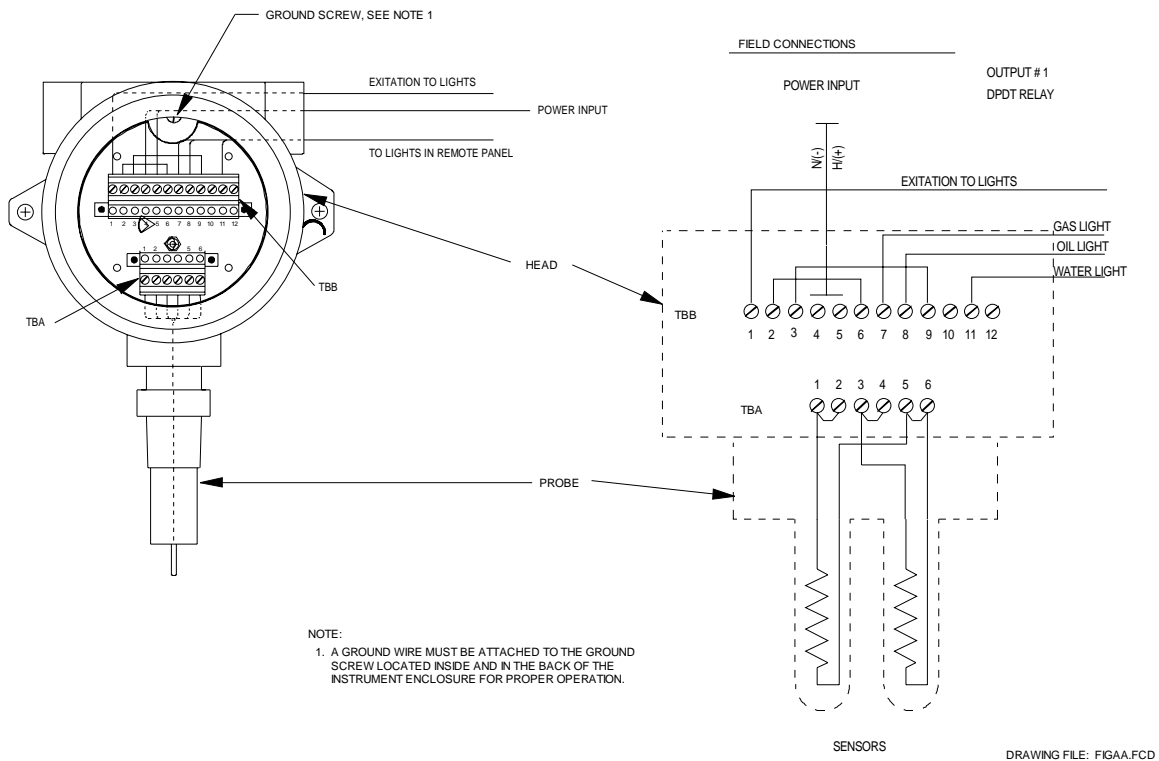 GROUND SCREW, SEE NOTE 1
EXITATION TO LIGHTS
POWER INPUT
TO LIGHTS IN REMOTE PANEL
1 2 3 4 5 6 7 8 9 10 11 12
1 2 5 6
TBB
TBA
HEAD
PROBE
NOTE:
1. A GROUND WIRE MUST BE ATTACHED TO THE GROUND
SCREW LOCATED INSIDE AND IN THE BACK OF THE
INSTRUMENT ENCLOSURE FOR PROPER OPERATION.
FIELD CONNECTIONS
POWER INPUT
OUTPUT # 1
DPDT RELAY
N/(-)
H/(+)
EXITATION TO LIGHTS
GAS LIGHT
OIL LIGHT
WATER LIGHT
TBB
1 2 3 4 5 6 7 8 9 10 11 12
1 2 3 4 5 6
TBA
SENSORS
DRAWING FILE: FIGAA.FCD